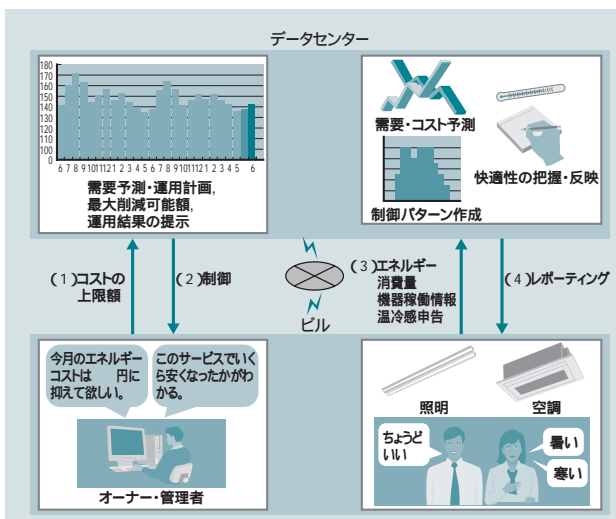 データセンター
180
170
160
150
140
130
120
110
100
0
6 7 8 9 10 11 12 1 2 3 4 5 6 7 8 9 10 11 12 1 2 3 4 5 6
需要予測・運用計画,
最大削減可能額,
運用結果の提示
需要・コスト予測
快適性の把握・反映
制御パターン作成
(1)コストの
上限額
(2)制御
(3)エネルギー
消費量
機器稼働情報
温冷感申告
(4)レポーティング
ビル
今月のエネルギー
コストは　　円に
抑えて欲しい。
このサービスでいく
ら安くなったかがわ
かる。
オーナー・管理者
照明
空調
ちょうど
いい
暑い
寒い